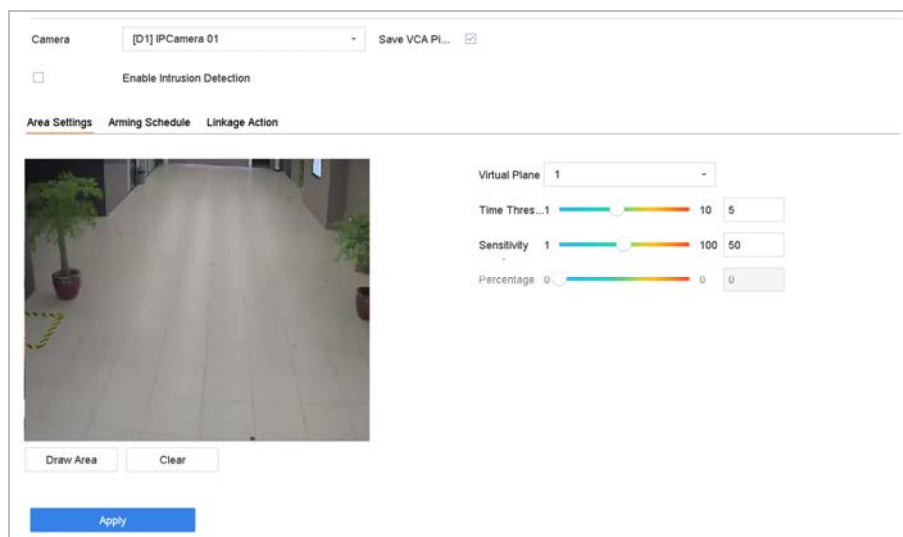 Camera [D1] IPCamera 01 Save VCA Pi...
Enable Intrusion Detection
Area Settings Arming Schedule Linkage Action
Virtual Plane 1
Time Thres...1 10 5
Sensitivity 1 100 50
Percentage 0 0 0
Draw Area Clear
Apply